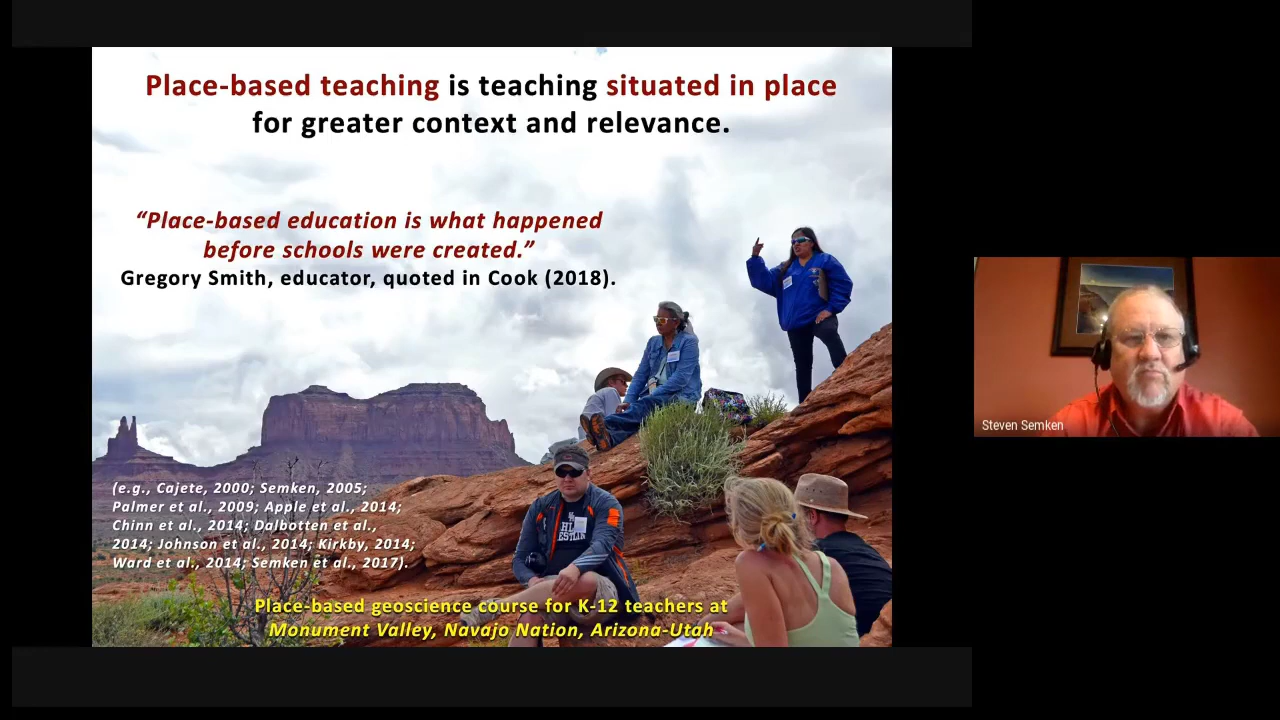 Place-based teaching is teaching situated in place
for greater context and relevance.
“Place-based education is what happened
before schools were created.”
Gregory Smith, educator, quoted in Cook (2018).
(e.g., Cajete, 2000; Semken, 2005;
Palmer et al., 2009; Apple et al., 2014;
Chinn et al., 2014; Dalbotten et al.,
2014; Johnson et al., 2014; Kirkby, 2014;
Ward et al., 2014; Semken et al., 2017).
Place-based geoscience course for K-12 teachers at
Monument Valley, Navajo Nation, Arizona-Utah
Steven Semken